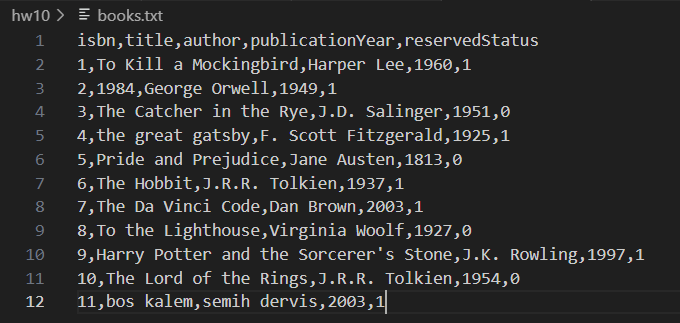 hw10 > books.txt
1 isbn,title,author,publicationYear,reservedStatus
2 1,To Kill a Mockingbird,Harper Lee,1960,1
3 2,1984,George Orwell,1949,1
4 3,The Catcher in the Rye,J.D. Salinger,1951,0
5 4,the great gatsby,F. Scott Fitzgerald,1925,1
6 5,Pride and Prejudice,Jane Austen,1813,0
7 6,The Hobbit,J.R.R. Tolkien,1937,1
8 7,The Da Vinci Code,Dan Brown,2003,1
9 8,To the Lighthouse,Virginia Woolf,1927,0
10 9,Harry Potter and the Sorcerer's Stone,J.K. Rowling,1997,1
11 10,The Lord of the Rings,J.R.R. Tolkien,1954,0
12 11,bos kalem,semih dervis,2003,1